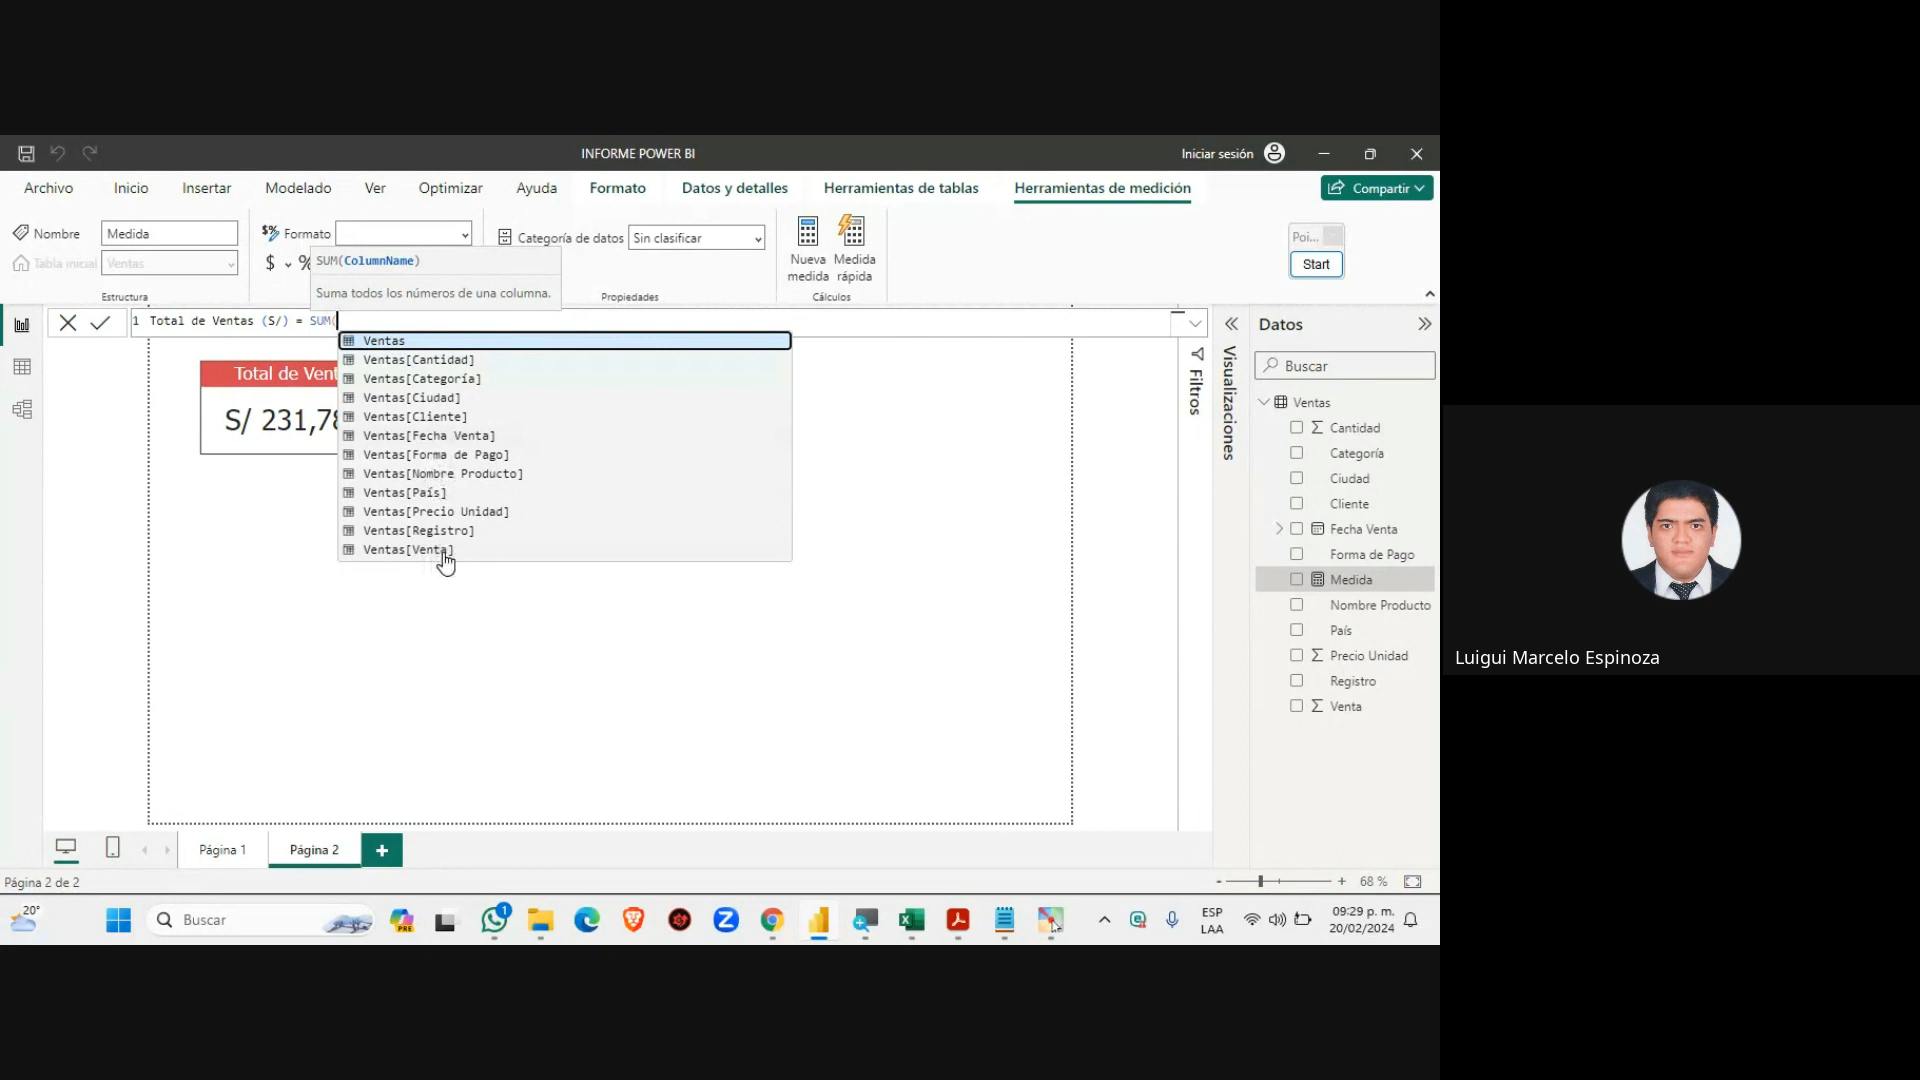 INFORME POWER BI
Iniciar sesión
Archivo Inicio Insertar Modelado Ver Optimizar Ayuda Formato Datos y detalles Herramientas de tablas Herramientas de medición Compartir
Nombre Medida
Formato
Categoría de datos Sin clasificar
Tabla inicial Ventas
$ %
Nueva medida
Medida rápida
Poi...
Start
Estructura
Propiedades
Cálculos
SUM(ColumnName)
Suma todos los números de una columna.
1 Total de Ventas (S/) = SUM(
Ventas
Ventas[Cantidad]
Ventas[Categoría]
Ventas[Ciudad]
Ventas[Cliente]
Ventas[Fecha Venta]
Ventas[Forma de Pago]
Ventas[Nombre Producto]
Ventas[País]
Ventas[Precio Unidad]
Ventas[Registro]
Ventas[Venta]
Total de Vent
S/ 231,78
Filtros
Visualizaciones
Datos
Buscar
Ventas
Cantidad
Categoría
Ciudad
Cliente
Fecha Venta
Forma de Pago
Medida
Nombre Producto
País
Precio Unidad
Registro
Venta
Luigui Marcelo Espinoza
Página 1 Página 2 +
Página 2 de 2
- + 68 %
20°
Buscar
PRE
1
ESP
LAA
09:29 p. m.
20/02/2024